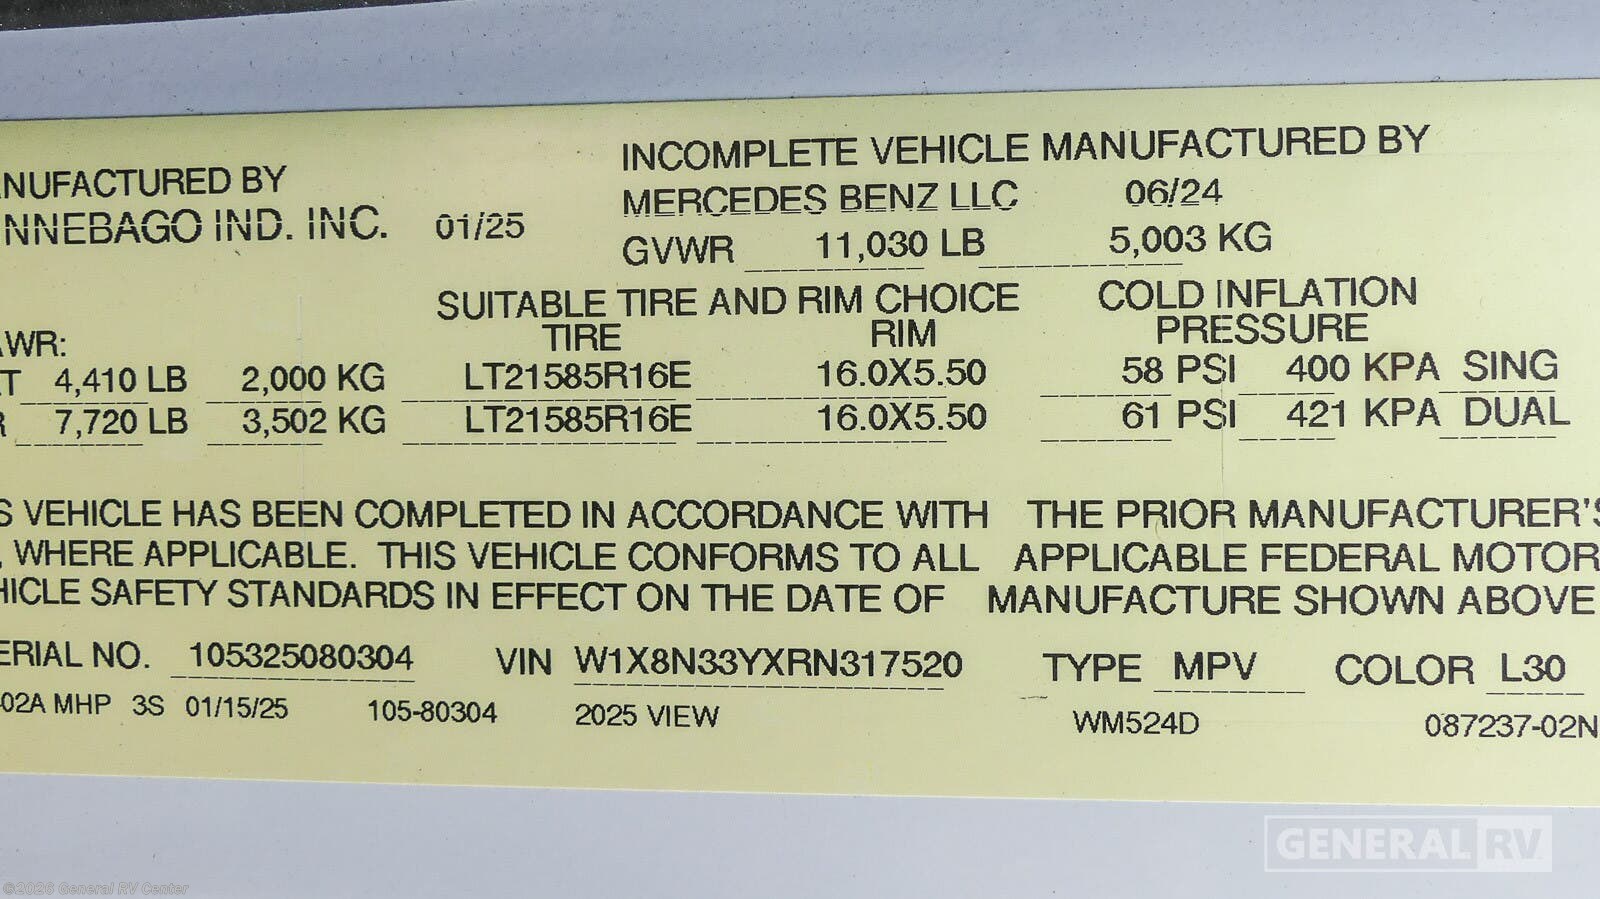 NUFACTURED BY
NNEBAGO IND. INC. 01/25
INCOMPLETE VEHICLE MANUFACTURED BY
MERCEDES BENZ LLC 06/24
GVWR 11,030 LB 5,003 KG
SUITABLE TIRE AND RIM CHOICE COLD INFLATION
WR: TIRE RIM PRESSURE
T 4,410 LB 2,000 KG LT21585R16E 16.0X5.50 58 PSI 400 KPA SING
R 7,720 LB 3,502 KG LT21585R16E 16.0X5.50 61 PSI 421 KPA DUAL
S VEHICLE HAS BEEN COMPLETED IN ACCORDANCE WITH THE PRIOR MANUFACTURER'S
, WHERE APPLICABLE. THIS VEHICLE CONFORMS TO ALL APPLICABLE FEDERAL MOTOR
HICLE SAFETY STANDARDS IN EFFECT ON THE DATE OF MANUFACTURE SHOWN ABOVE
ERIAL NO. 105325080304 VIN W1X8N33YXRN317520 TYPE MPV COLOR L30
-02A MHP 3S 01/15/25 105-80304 2025 VIEW WM524D 087237-02N
GENERAL RV
©2026 General RV Center